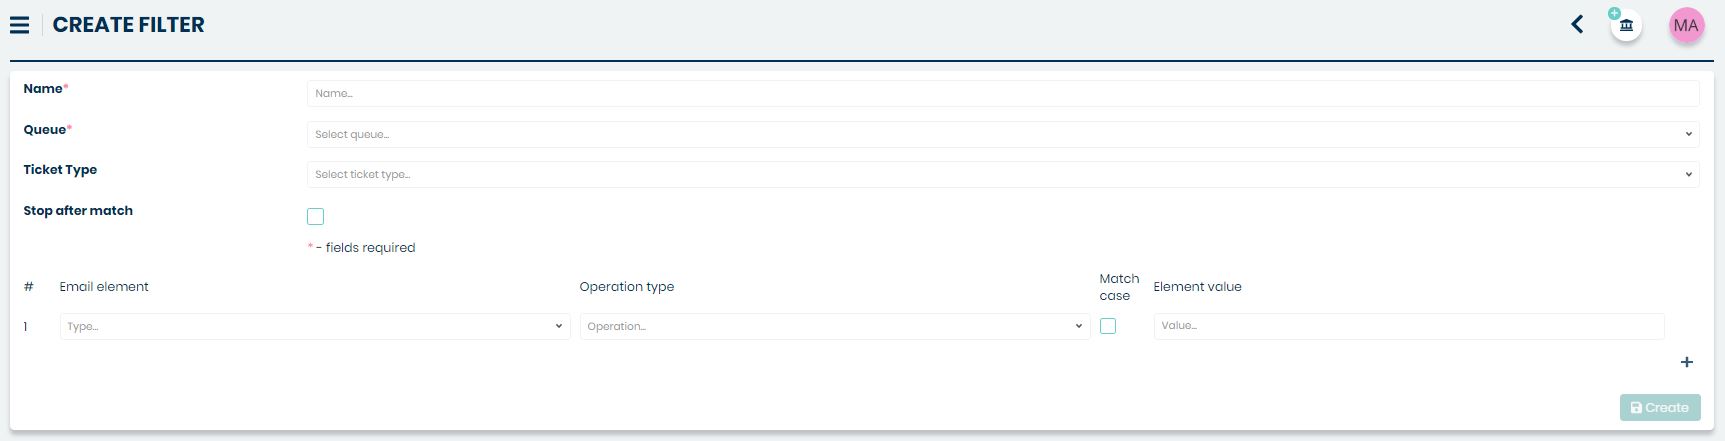 CREATE FILTER
MA
Name*
Name...
Queue*
Select queue...
Ticket Type
Select ticket type...
Stop after match
* - fields required
# Email element Operation type Match case Element value
1 Type... Operation... Value...
+
Create